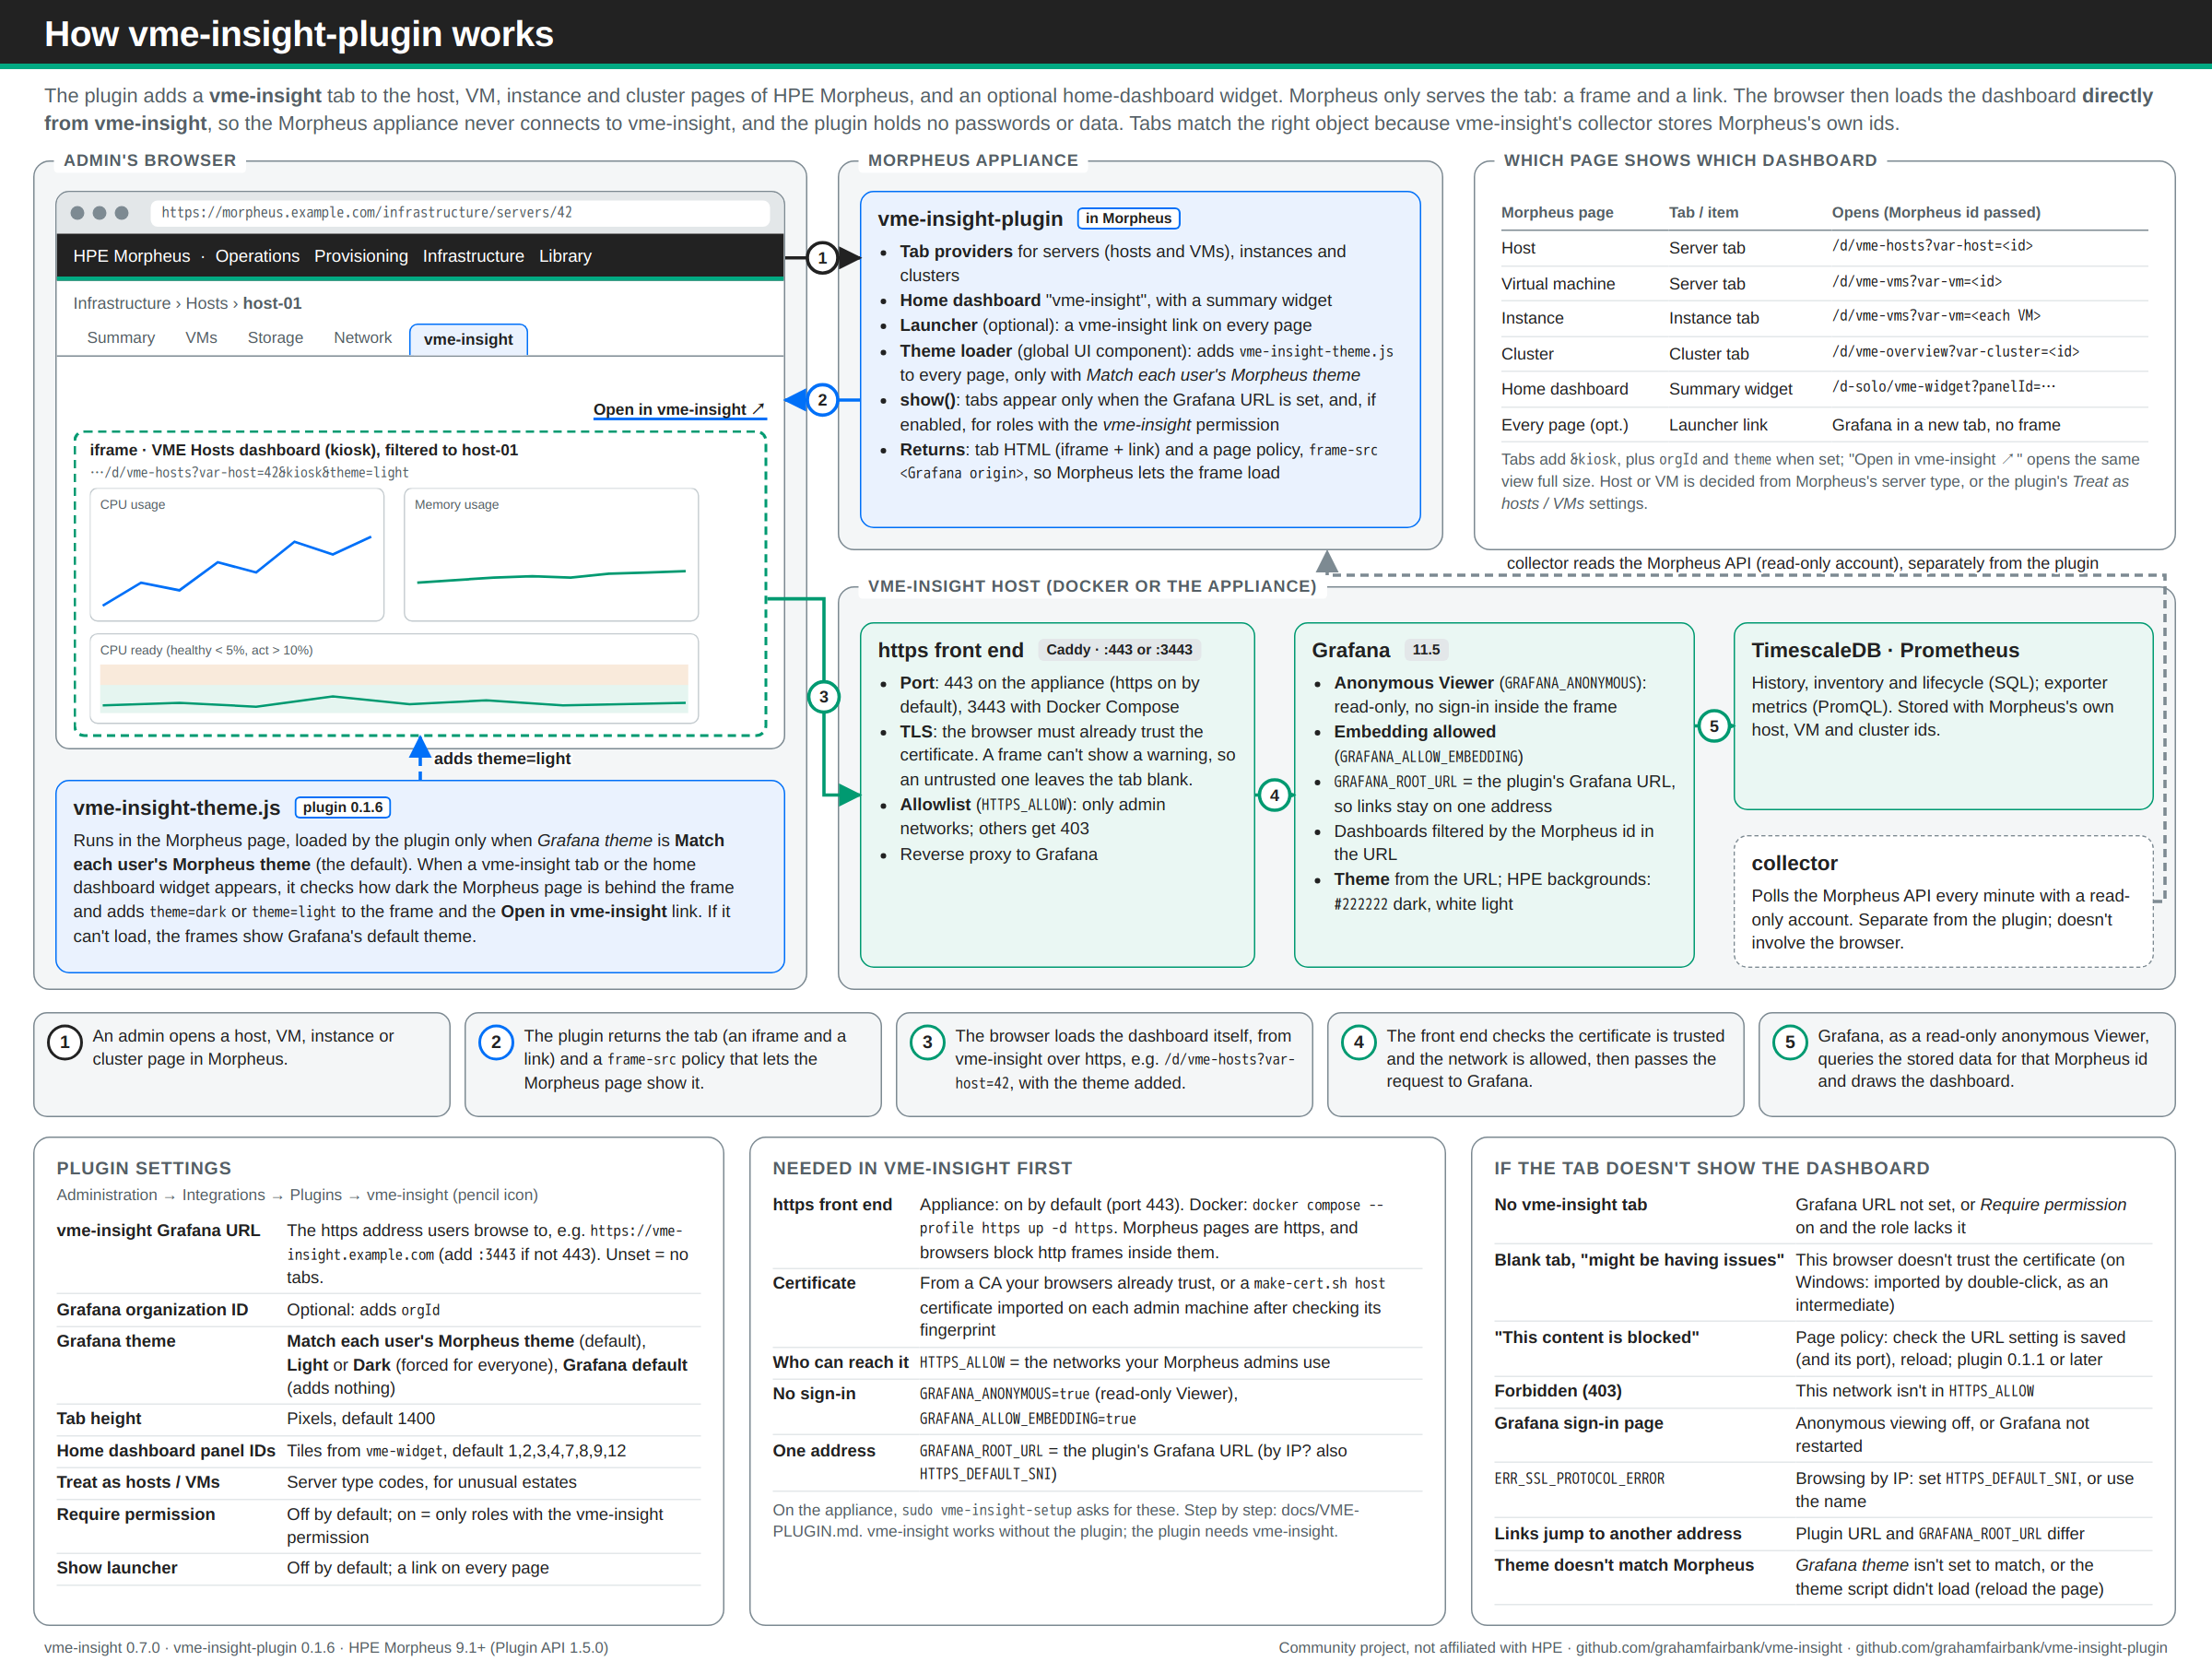 How vme-insight-plugin works
The plugin adds a vme-insight tab to the host, VM, instance and cluster pages of HPE Morpheus, and an optional home-dashboard widget. Morpheus only serves the tab: a frame and a link. The browser then loads the dashboard directly
from vme-insight, so the Morpheus appliance never connects to vme-insight, and the plugin holds no passwords or data. Tabs match the right object because vme-insight's collector stores Morpheus's own ids.
ADMIN'S BROWSER
https://morpheus.example.com/infrastructure/servers/42
HPE Morpheus · Operations Provisioning Infrastructure Library
Infrastructure › Hosts › host-01
Summary VMs Storage Network vme-insight
Open in vme-insight ↗
iframe · VME Hosts dashboard (kiosk), filtered to host-01
⋯/d/vme-hosts?var-host=42&kiosk&theme=light
CPU usage
Memory usage
CPU ready (healthy < 5%, act > 10%)
adds theme=light
vme-insight-theme.js plugin 0.1.6
Runs in the Morpheus page, loaded by the plugin only when Grafana theme is Match
each user's Morpheus theme (the default). When a vme-insight tab or the home
dashboard widget appears, it checks how dark the Morpheus page is behind the frame
and adds theme=dark or theme=light to the frame and the Open in vme-insight link. If it
can't load, the frames show Grafana's default theme.
1
2
3
MORPHEUS APPLIANCE
vme-insight-plugin in Morpheus
• Tab providers for servers (hosts and VMs), instances and
clusters
• Home dashboard "vme-insight", with a summary widget
• Launcher (optional): a vme-insight link on every page
• Theme loader (global UI component): adds vme-insight-theme.js
to every page, only with Match each user's Morpheus theme
• show(): tabs appear only when the Grafana URL is set, and, if
enabled, for roles with the vme-insight permission
• Returns: tab HTML (iframe + link) and a page policy, frame-src
<Grafana origin>, so Morpheus lets the frame load
WHICH PAGE SHOWS WHICH DASHBOARD
Morpheus page Tab / item Opens (Morpheus id passed)
Host Server tab /d/vme-hosts?var-host=<id>
Virtual machine Server tab /d/vme-vms?var-vm=<id>
Instance Instance tab /d/vme-vms?var-vm=<each VM>
Cluster Cluster tab /d/vme-overview?var-cluster=<id>
Home dashboard Summary widget /d-solo/vme-widget?panelId=⋯
Every page (opt.) Launcher link Grafana in a new tab, no frame
Tabs add &kiosk, plus orgId and theme when set; "Open in vme-insight ↗" opens the same
view full size. Host or VM is decided from Morpheus's server type, or the plugin's Treat as
hosts / VMs settings.
collector reads the Morpheus API (read-only account), separately from the plugin
VME-INSIGHT HOST (DOCKER OR THE APPLIANCE)
https front end Caddy · :443 or :3443
• Port: 443 on the appliance (https on by
default), 3443 with Docker Compose
• TLS: the browser must already trust the
certificate. A frame can't show a warning, so
an untrusted one leaves the tab blank.
• Allowlist (HTTPS_ALLOW): only admin
networks; others get 403
• Reverse proxy to Grafana
4
Grafana 11.5
• Anonymous Viewer (GRAFANA_ANONYMOUS):
read-only, no sign-in inside the frame
• Embedding allowed
(GRAFANA_ALLOW_EMBEDDING)
• GRAFANA_ROOT_URL = the plugin's Grafana URL,
so links stay on one address
• Dashboards filtered by the Morpheus id in
the URL
• Theme from the URL; HPE backgrounds:
#222222 dark, white light
5
TimescaleDB · Prometheus
History, inventory and lifecycle (SQL); exporter
metrics (PromQL). Stored with Morpheus's own
host, VM and cluster ids.
collector
Polls the Morpheus API every minute with a read-
only account. Separate from the plugin; doesn't
involve the browser.
1 An admin opens a host, VM, instance or
cluster page in Morpheus.
2 The plugin returns the tab (an iframe and a
link) and a frame-src policy that lets the
Morpheus page show it.
3 The browser loads the dashboard itself, from
vme-insight over https, e.g. /d/vme-hosts?var-
host=42, with the theme added.
4 The front end checks the certificate is trusted
and the network is allowed, then passes the
request to Grafana.
5 Grafana, as a read-only anonymous Viewer,
queries the stored data for that Morpheus id
and draws the dashboard.
PLUGIN SETTINGS
Administration → Integrations → Plugins → vme-insight (pencil icon)
vme-insight Grafana URL The https address users browse to, e.g. https://vme-
insight.example.com (add :3443 if not 443). Unset = no
tabs.
Grafana organization ID Optional: adds orgId
Grafana theme Match each user's Morpheus theme (default),
Light or Dark (forced for everyone), Grafana default
(adds nothing)
Tab height Pixels, default 1400
Home dashboard panel IDs Tiles from vme-widget, default 1,2,3,4,7,8,9,12
Treat as hosts / VMs Server type codes, for unusual estates
Require permission Off by default; on = only roles with the vme-insight
permission
Show launcher Off by default; a link on every page
NEEDED IN VME-INSIGHT FIRST
https front end Appliance: on by default (port 443). Docker: docker compose --
profile https up -d https. Morpheus pages are https, and
browsers block http frames inside them.
Certificate From a CA your browsers already trust, or a make-cert.sh host
certificate imported on each admin machine after checking its
fingerprint
Who can reach it HTTPS_ALLOW = the networks your Morpheus admins use
No sign-in GRAFANA_ANONYMOUS=true (read-only Viewer),
GRAFANA_ALLOW_EMBEDDING=true
One address GRAFANA_ROOT_URL = the plugin's Grafana URL (by IP? also
HTTPS_DEFAULT_SNI)
On the appliance, sudo vme-insight-setup asks for these. Step by step: docs/VME-
PLUGIN.md. vme-insight works without the plugin; the plugin needs vme-insight.
IF THE TAB DOESN'T SHOW THE DASHBOARD
No vme-insight tab Grafana URL not set, or Require permission
on and the role lacks it
Blank tab, "might be having issues" This browser doesn't trust the certificate (on
Windows: imported by double-click, as an
intermediate)
"This content is blocked" Page policy: check the URL setting is saved
(and its port), reload; plugin 0.1.1 or later
Forbidden (403) This network isn't in HTTPS_ALLOW
Grafana sign-in page Anonymous viewing off, or Grafana not
restarted
ERR_SSL_PROTOCOL_ERROR Browsing by IP: set HTTPS_DEFAULT_SNI, or use
the name
Links jump to another address Plugin URL and GRAFANA_ROOT_URL differ
Theme doesn't match Morpheus Grafana theme isn't set to match, or the
theme script didn't load (reload the page)
vme-insight 0.7.0 · vme-insight-plugin 0.1.6 · HPE Morpheus 9.1+ (Plugin API 1.5.0)
Community project, not affiliated with HPE · github.com/grahamfairbank/vme-insight · github.com/grahamfairbank/vme-insight-plugin